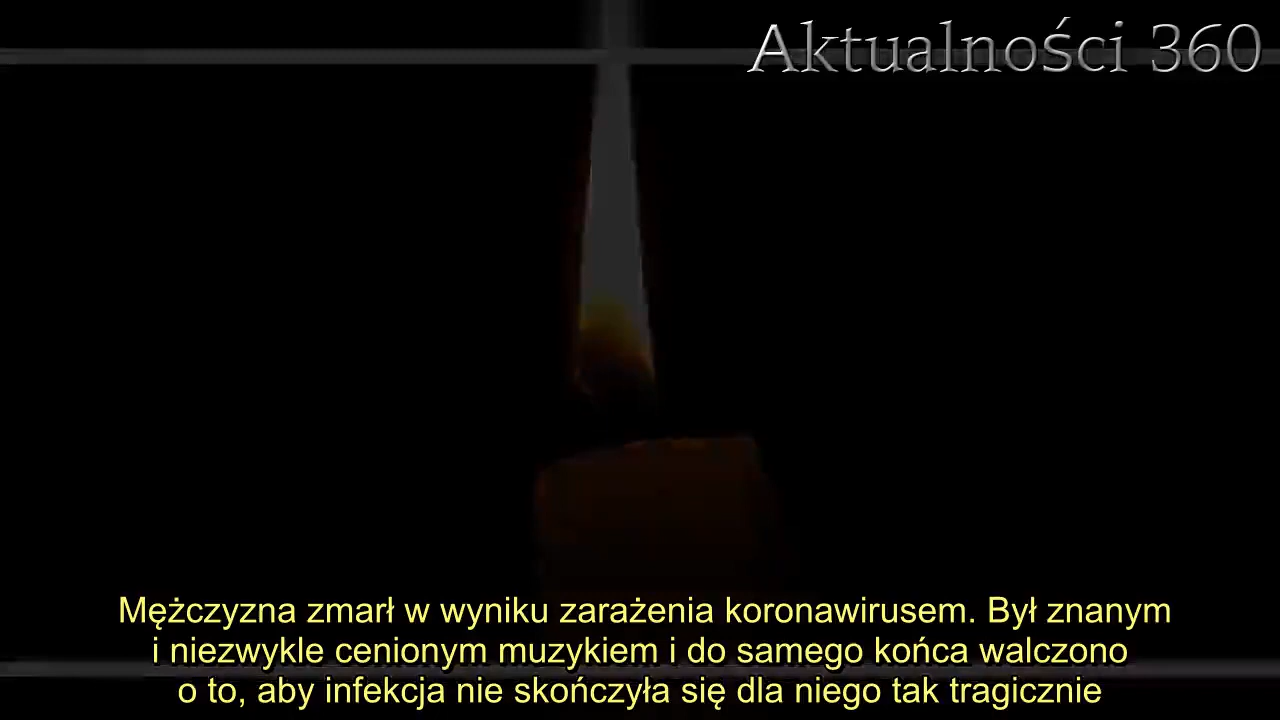 Aktualności 360
Mężczyzna zmarł w wyniku zarażenia koronawirusem. Był znanym
i niezwykle cenionym muzykiem i do samego końca walczono
o to, aby infekcja nie skończyła się dla niego tak tragicznie